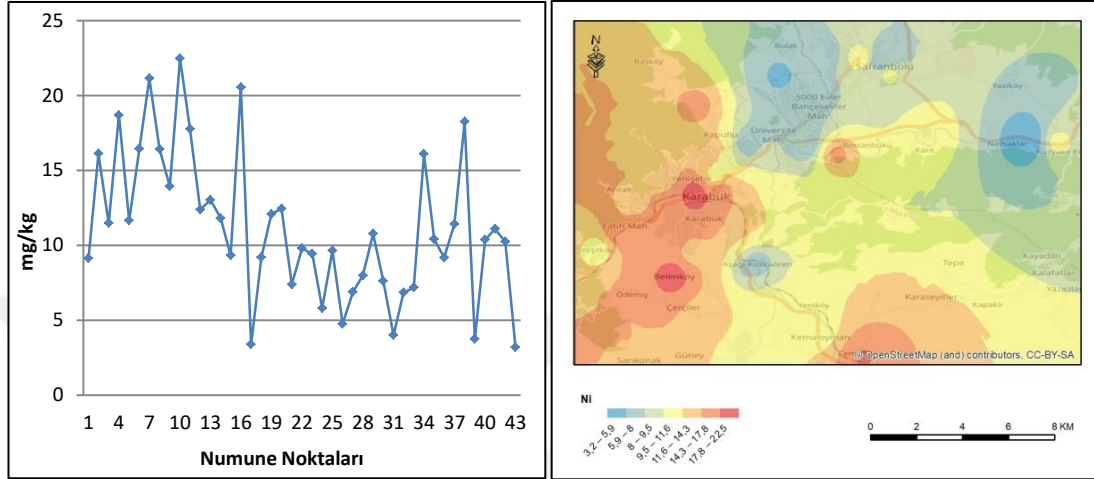 25
20
15
10
5
0
mg/kg
1 4 7 10 13 16 19 22 25 28 31 34 37 40 43
Numune Noktaları
N
Bulak
Başköy
Safranbolu
5000 Evler
Bahçelievler
Mah.
Yazıköy
Kapullu
Üniversite
Mah.
Bostanbükü
Kant
Navsaklar
Yenişehir
Karabük
Fatih Mah.
Karabük
Yeşilköy
Belenköy
Aşağı Kızılcaören
Tepe
Kayadibi
Kalafatlar
Yazıcılar
Ödemiş
Çerçiler
Yeniköy
Karaseyitler
Kapaklı
Kemaloyman
Sarıkonak
Güney
© OpenStreetMap (and) contributors, CC-BY-SA
Ni
3,2 – 5,9
5,9 – 8
8 – 9,5
9,5 – 11,6
11,6 – 14,3
14,3 – 17,8
17,8 – 22,5
0 2 4 6 8 KM